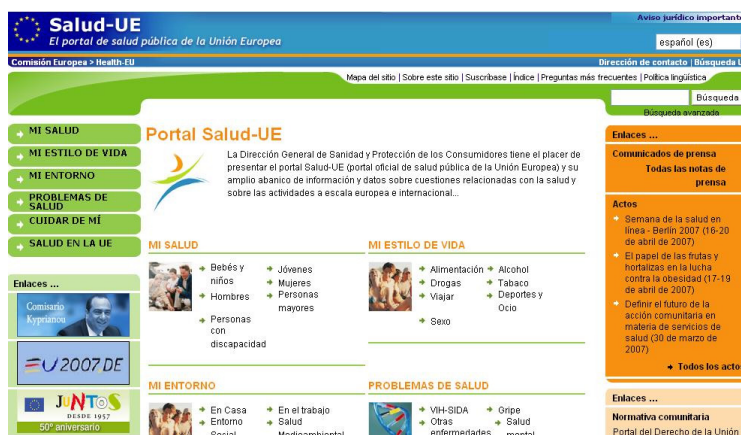 Salud-UE
El portal de salud pública de la Unión Europea
Aviso jurídico importante
español (es)
Comisión Europea > Health-EU
Dirección de contacto | Búsqueda
Mapa del sitio | Sobre este sitio | Suscríbase | Índice | Preguntas más frecuentes | Política lingüística
Búsqueda
Búsqueda avanzada
MI SALUD
MI ESTILO DE VIDA
MI ENTORNO
PROBLEMAS DE
SALUD
CUIDAR DE MÍ
SALUD EN LA UE
Enlaces ...
Comisario
Kyprianou
EU2007.DE
JUNTOS
DESDE 1957
50º aniversario
Portal Salud-UE
La Dirección General de Sanidad y Protección de los Consumidores tiene el placer de
presentar el portal Salud-UE (portal oficial de salud pública de la Unión Europea) y su
amplio abanico de información y datos sobre cuestiones relacionadas con la salud y
sobre las actividades a escala europea e internacional...
MI SALUD
Bebés y
niños
Hombres
Personas
con
discapacidad
Jóvenes
Mujeres
Personas
mayores
MI ESTILO DE VIDA
Alimentación
Drogas
Viajar
Sexo
Alcohol
Tabaco
Deportes y
Ocio
MI ENTORNO
En Casa
Entorno
Social
En el trabajo
Salud
Medioambiental
PROBLEMAS DE SALUD
VIH-SIDA
Otras
enfermedades
Gripe
Salud
mental
Enlaces ...
Comunicados de prensa
Todas las notas de
prensa
Actos
Semana de la salud en
línea - Berlín 2007 (16-20
de abril de 2007)
El papel de las frutas y
hortalizas en la lucha
contra la obesidad (17-19
de abril de 2007)
Definir el futuro de la
acción comunitaria en
materia de servicios de
salud (30 de marzo de
2007)
Todos los acto
Enlaces ...
Normativa comunitaria
Portal del Derecho de la Unión